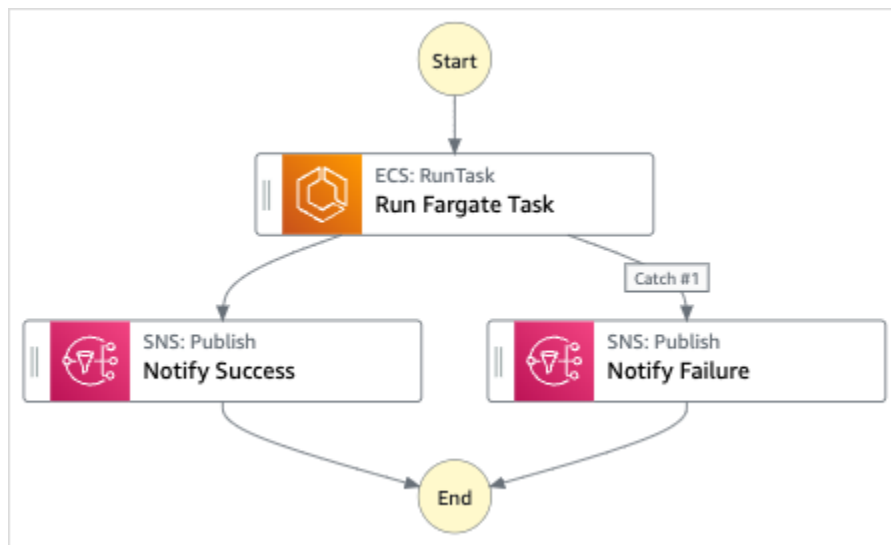 Start
ECS: RunTask
Run Fargate Task
Catch #1
SNS: Publish
Notify Success
SNS: Publish
Notify Failure
End